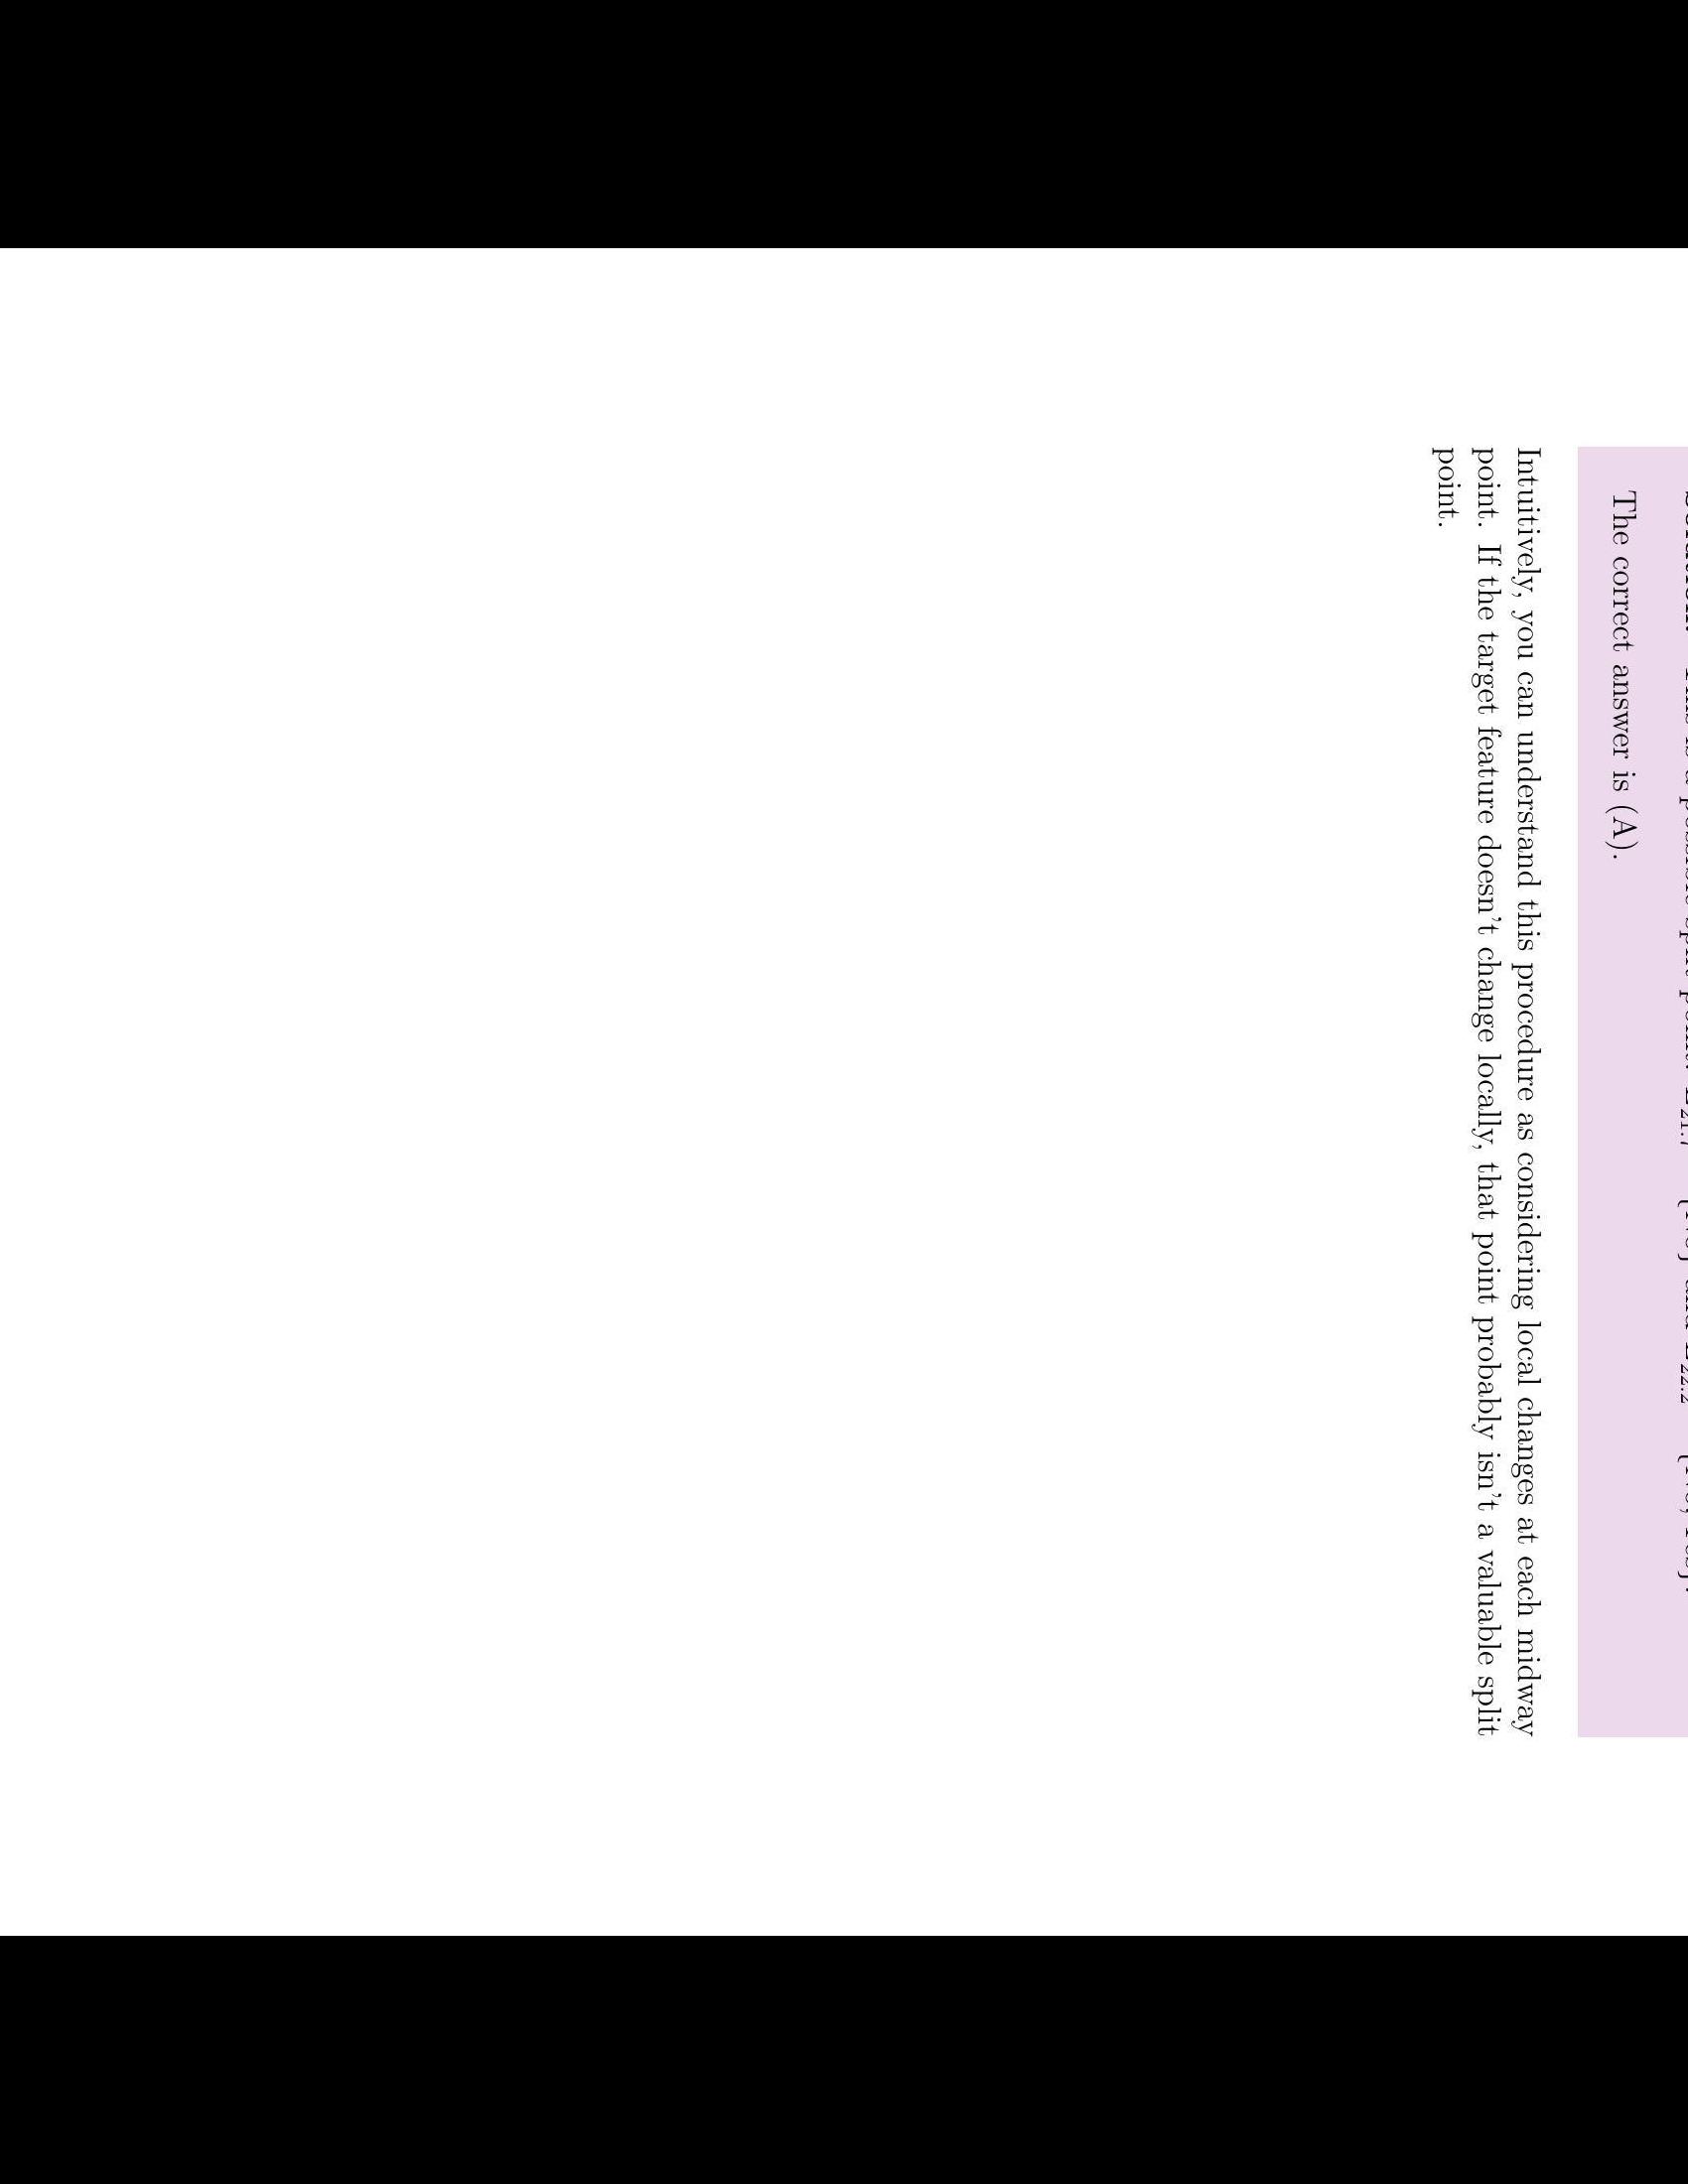 The correct answer is (A).
Intuitively, you can understand this procedure as considering local changes at each midway
point. If the target feature doesn't change locally, that point probably isn't a valuable split
point.